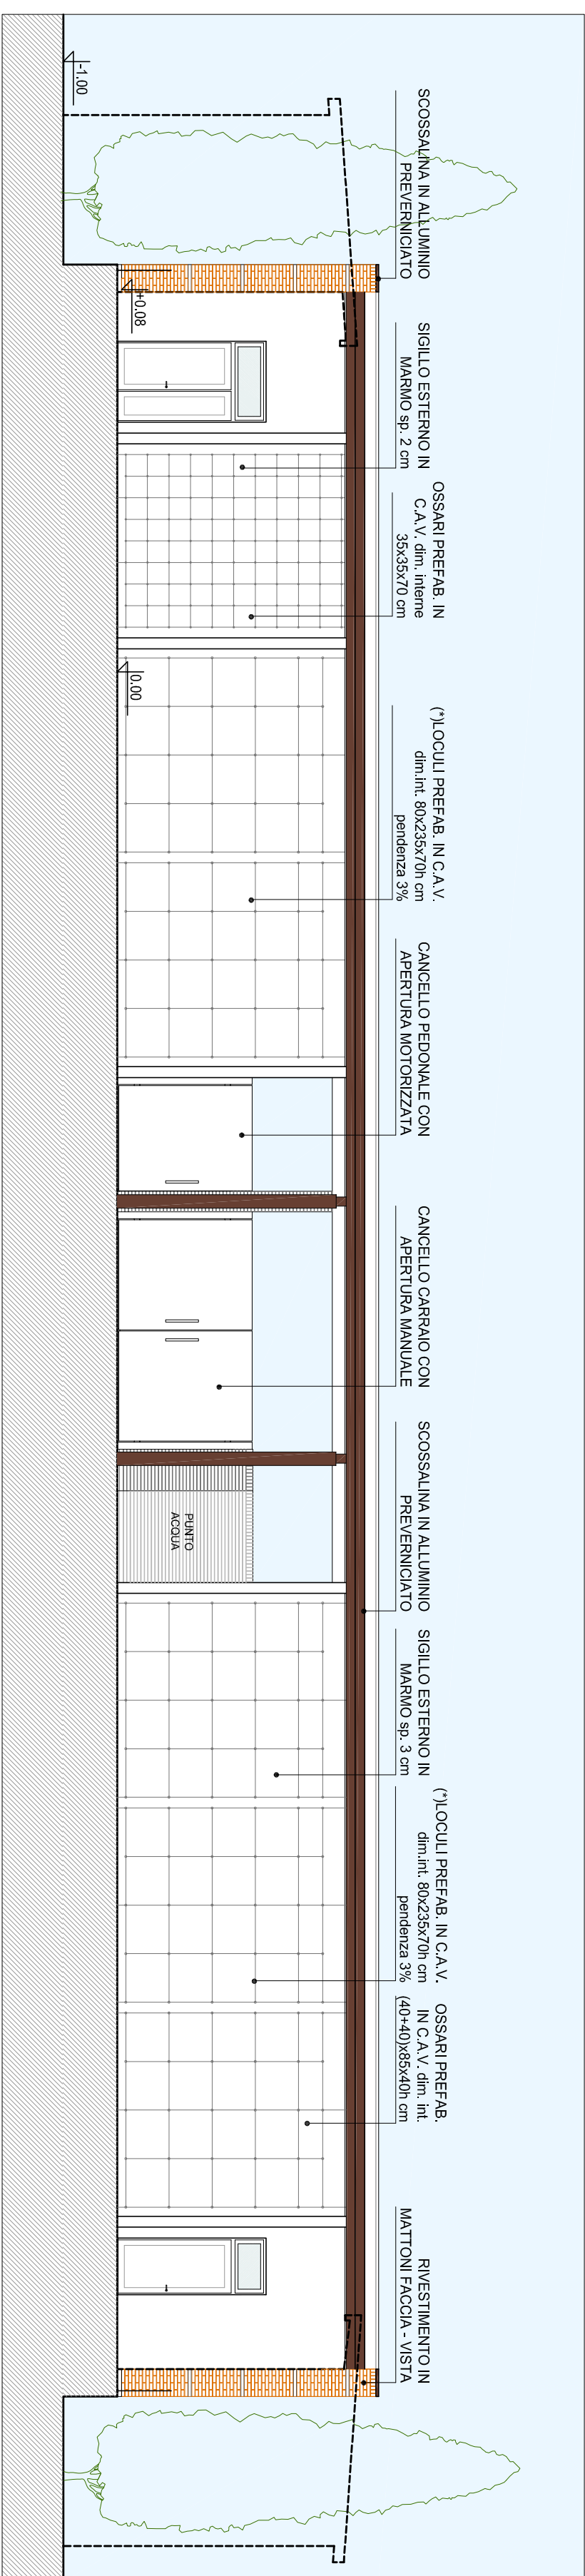 SCOSSALINA IN ALLUMINIO
PREVERNICIATO
SIGILLO ESTERNO IN
MARMO sp. 2 cm
OSSARI PREFAB. IN
C.A.V. dim. interne
35x35x70 cm
(*)LOCULI PREFAB. IN C.A.V.
dim.int. 80x235x70h cm
pendenza 3%
CANCELLO PEDONALE CON
APERTURA MOTORIZZATA
CANCELLO CARRAIO CON
APERTURA MANUALE
SCOSSALINA IN ALLUMINIO
PREVERNICIATO
SIGILLO ESTERNO IN
MARMO sp. 3 cm
(*)LOCULI PREFAB. IN C.A.V.
dim.int. 80x235x70h cm
pendenza 3%
OSSARI PREFAB.
IN C.A.V. dim. int.
(40+40)x85x40h cm
RIVESTIMENTO IN
MATTONI FACCIA - VISTA
-1.00
+0.08
0.00
PUNTO
ACQUA